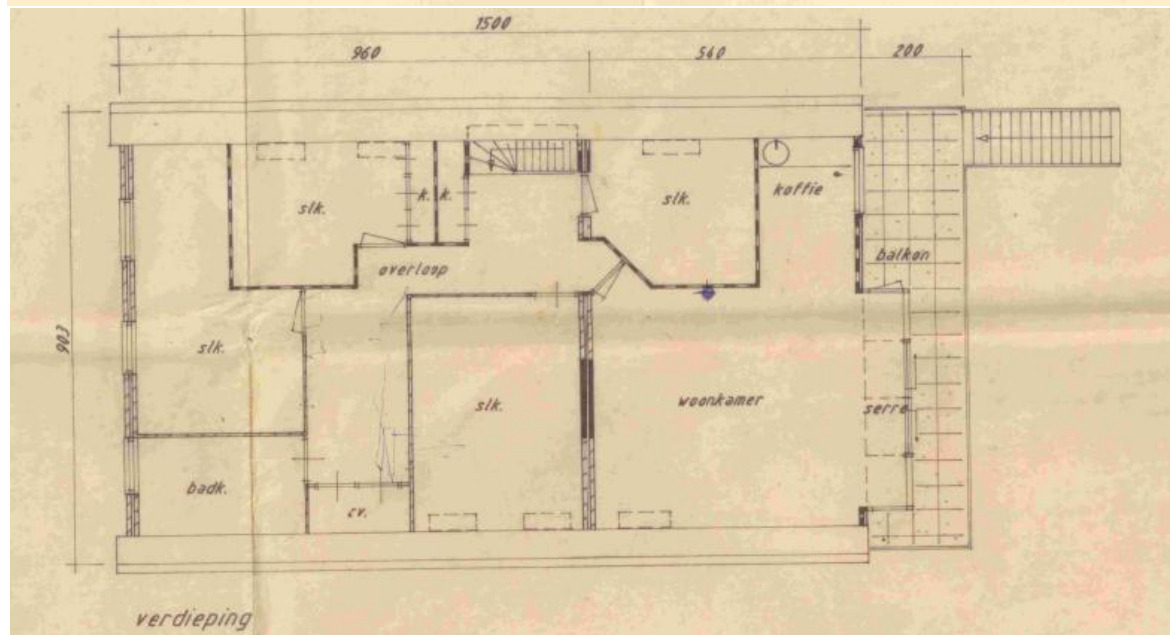 1500
960
540
200
903
slk.
k.
k.
slk.
koffie
overloop
balkon
slk.
slk.
woonkamer
serre
badk.
cv.
verdieping